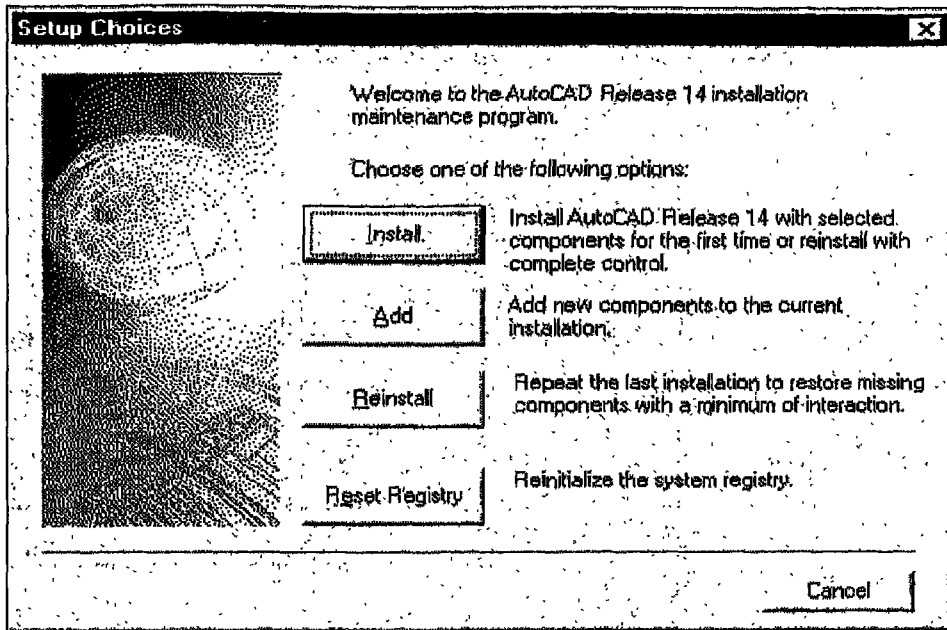 Setup Choices
Welcome to the AutoCAD Release 14 installation
maintenance program.
Choose one of the following options:
Install
Install AutoCAD Release 14 with selected
components for the first time or reinstall with
complete control.
Add
Add new components to the current
installation.
Reinstall
Repeat the last installation to restore missing
components with a minimum of interaction.
Reset Registry
Reinitialize the system registry.
Cancel